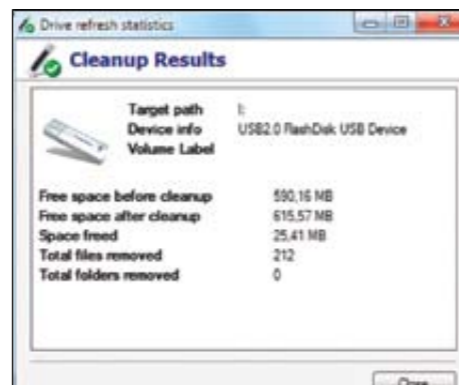 Drive refresh statistics
Cleanup Results
Target path I:
Device info USB2.0 FlashDisk USB Device
Volume Label
Free space before cleanup 590,16 MB
Free space after cleanup 615,57 MB
Space freed 25,41 MB
Total files removed 212
Total folders removed 0
Close